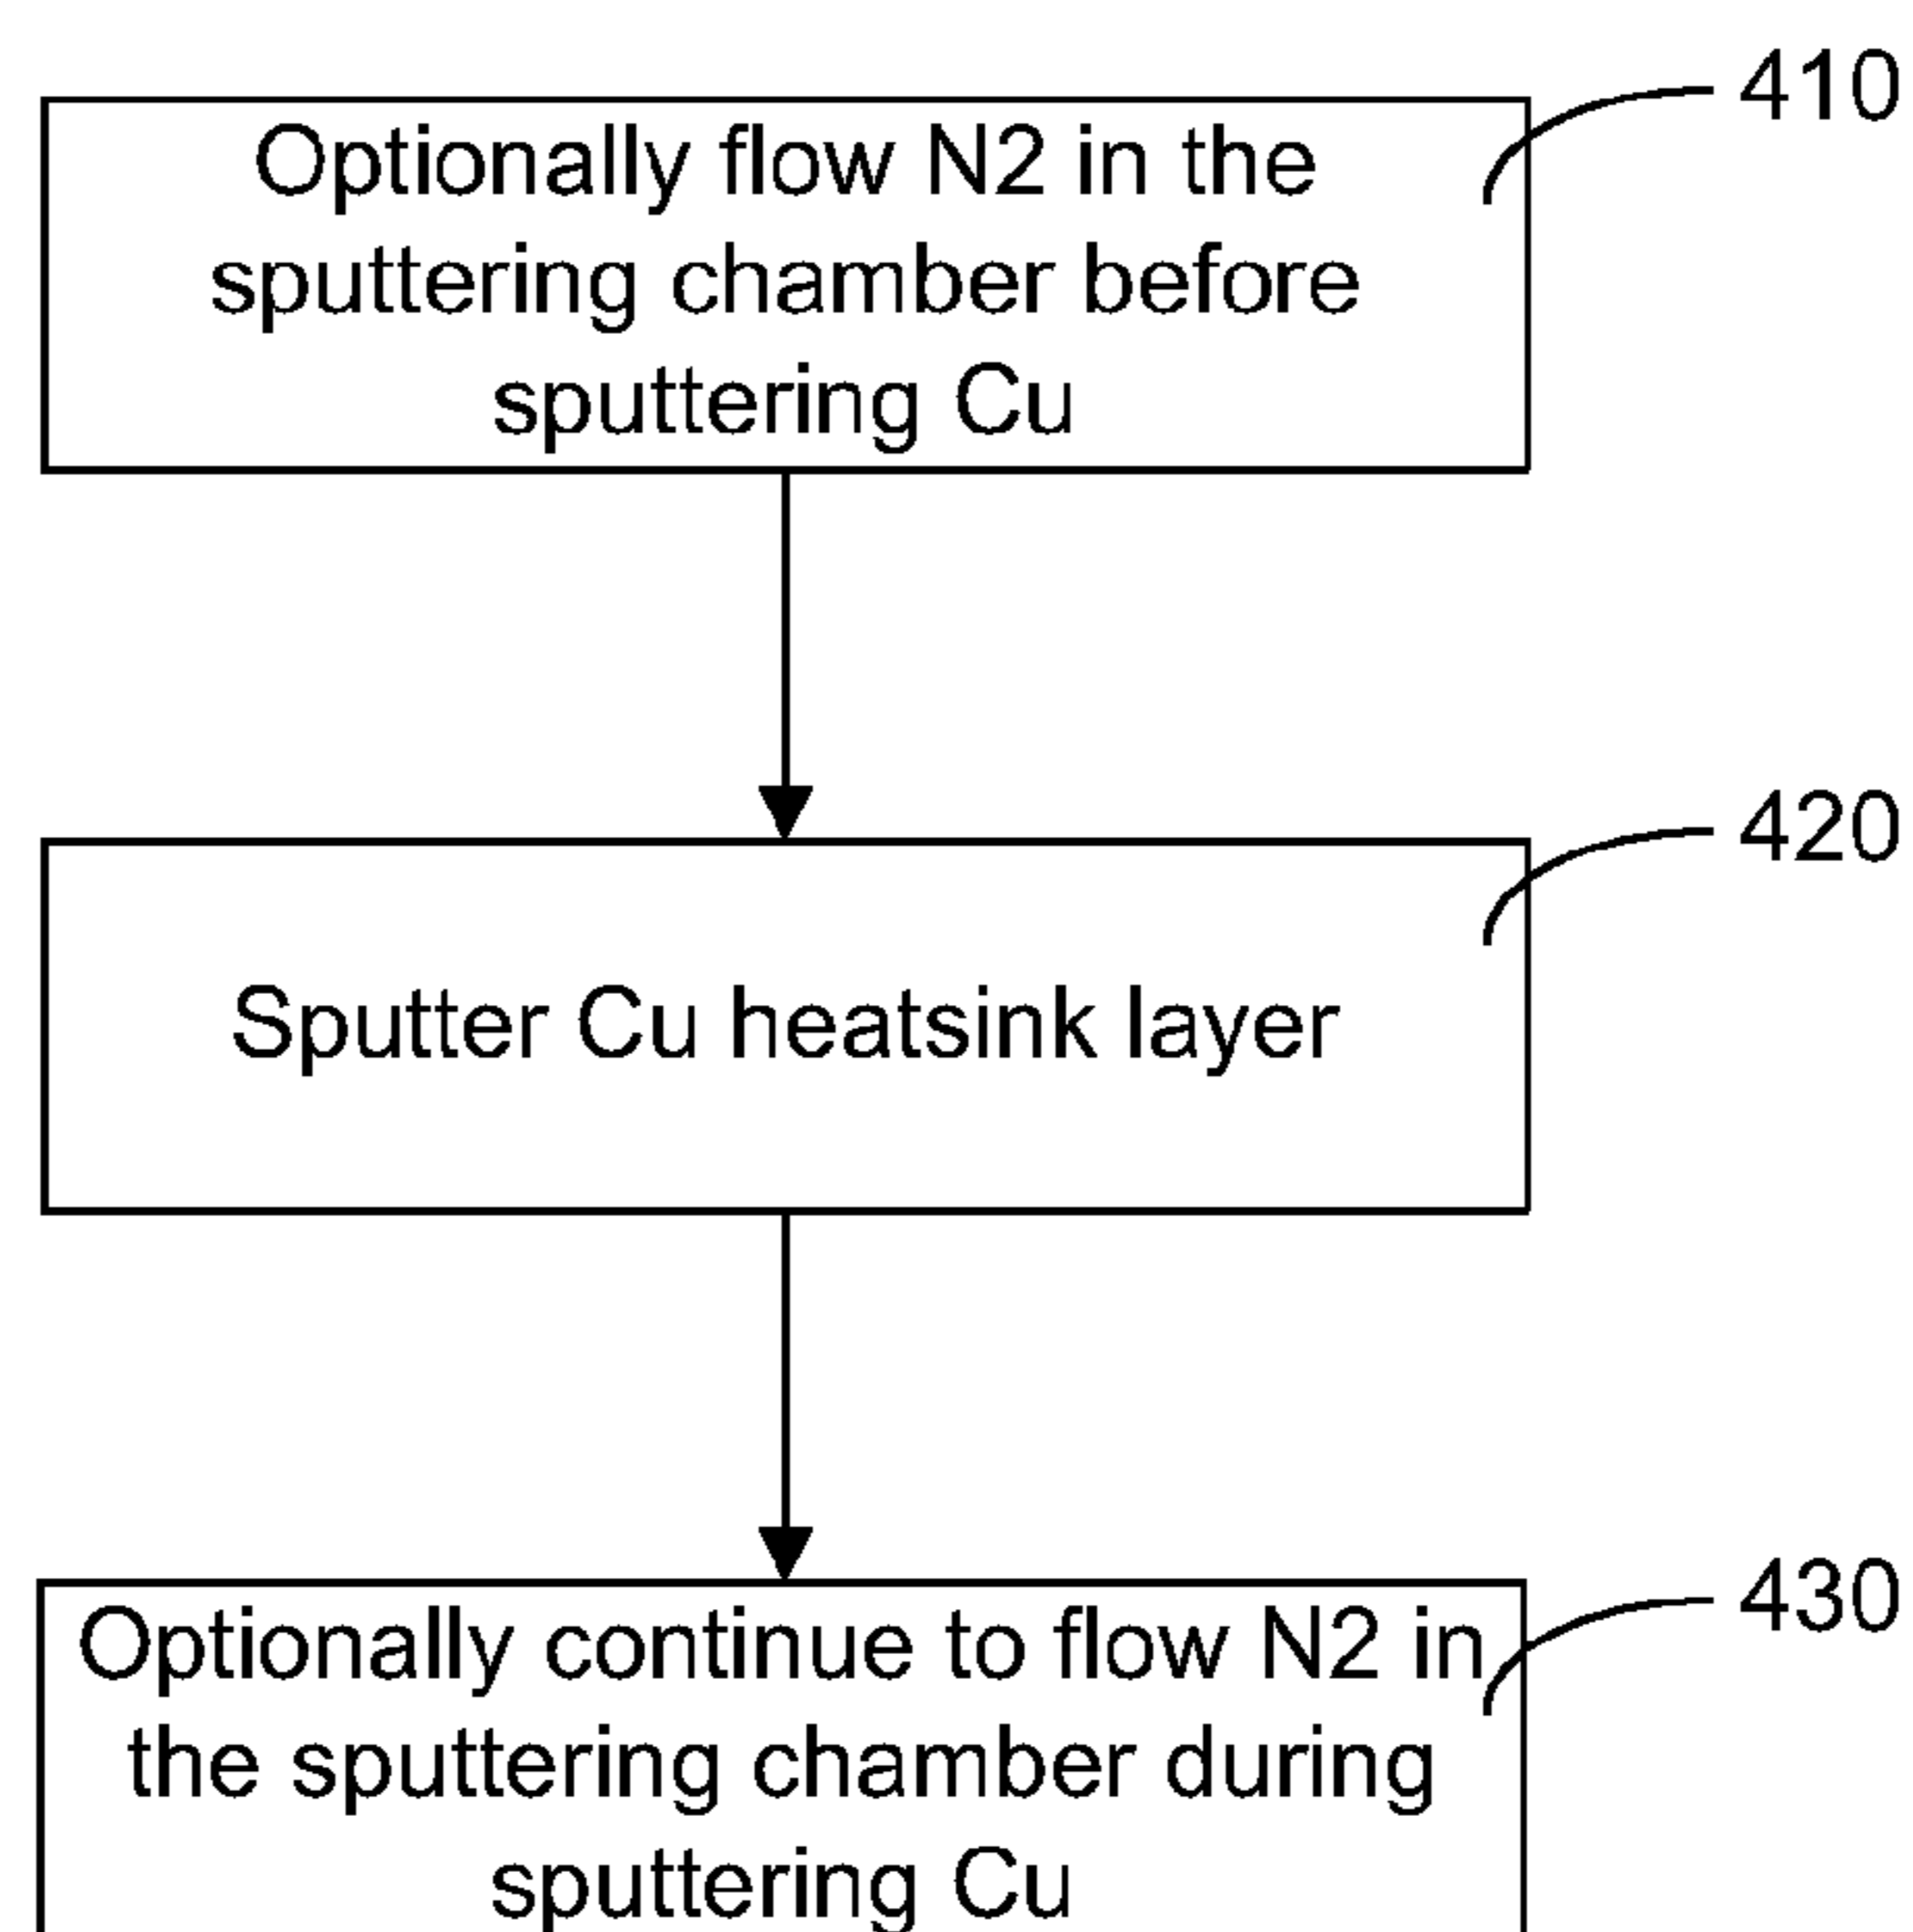 410
Optionally flow N2 in the
sputtering chamber before
sputtering Cu
420
Sputter Cu heatsink layer
430
Optionally continue to flow N2 in
the sputtering chamber during
sputtering Cu